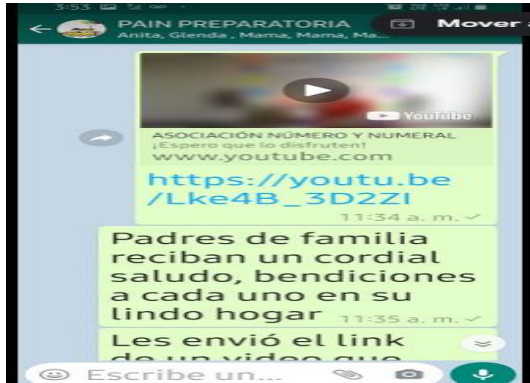 3:53
PAIN PREPARATORIA
Mover a
Anita, Glenda , Mama, Mama, Ma...
YouTube
ASOCIACIÓN NÚMERO Y NUMERAL
¡Espero que lo disfruten!
www.youtube.com
https://youtu.be
/Lke4B_3D2ZI
11:34 a. m.
Padres de familia
reciban un cordial
saludo, bendiciones
a cada uno en su
lindo hogar 11:35 a. m.
Les envió el link
de un video que
Escribe un...